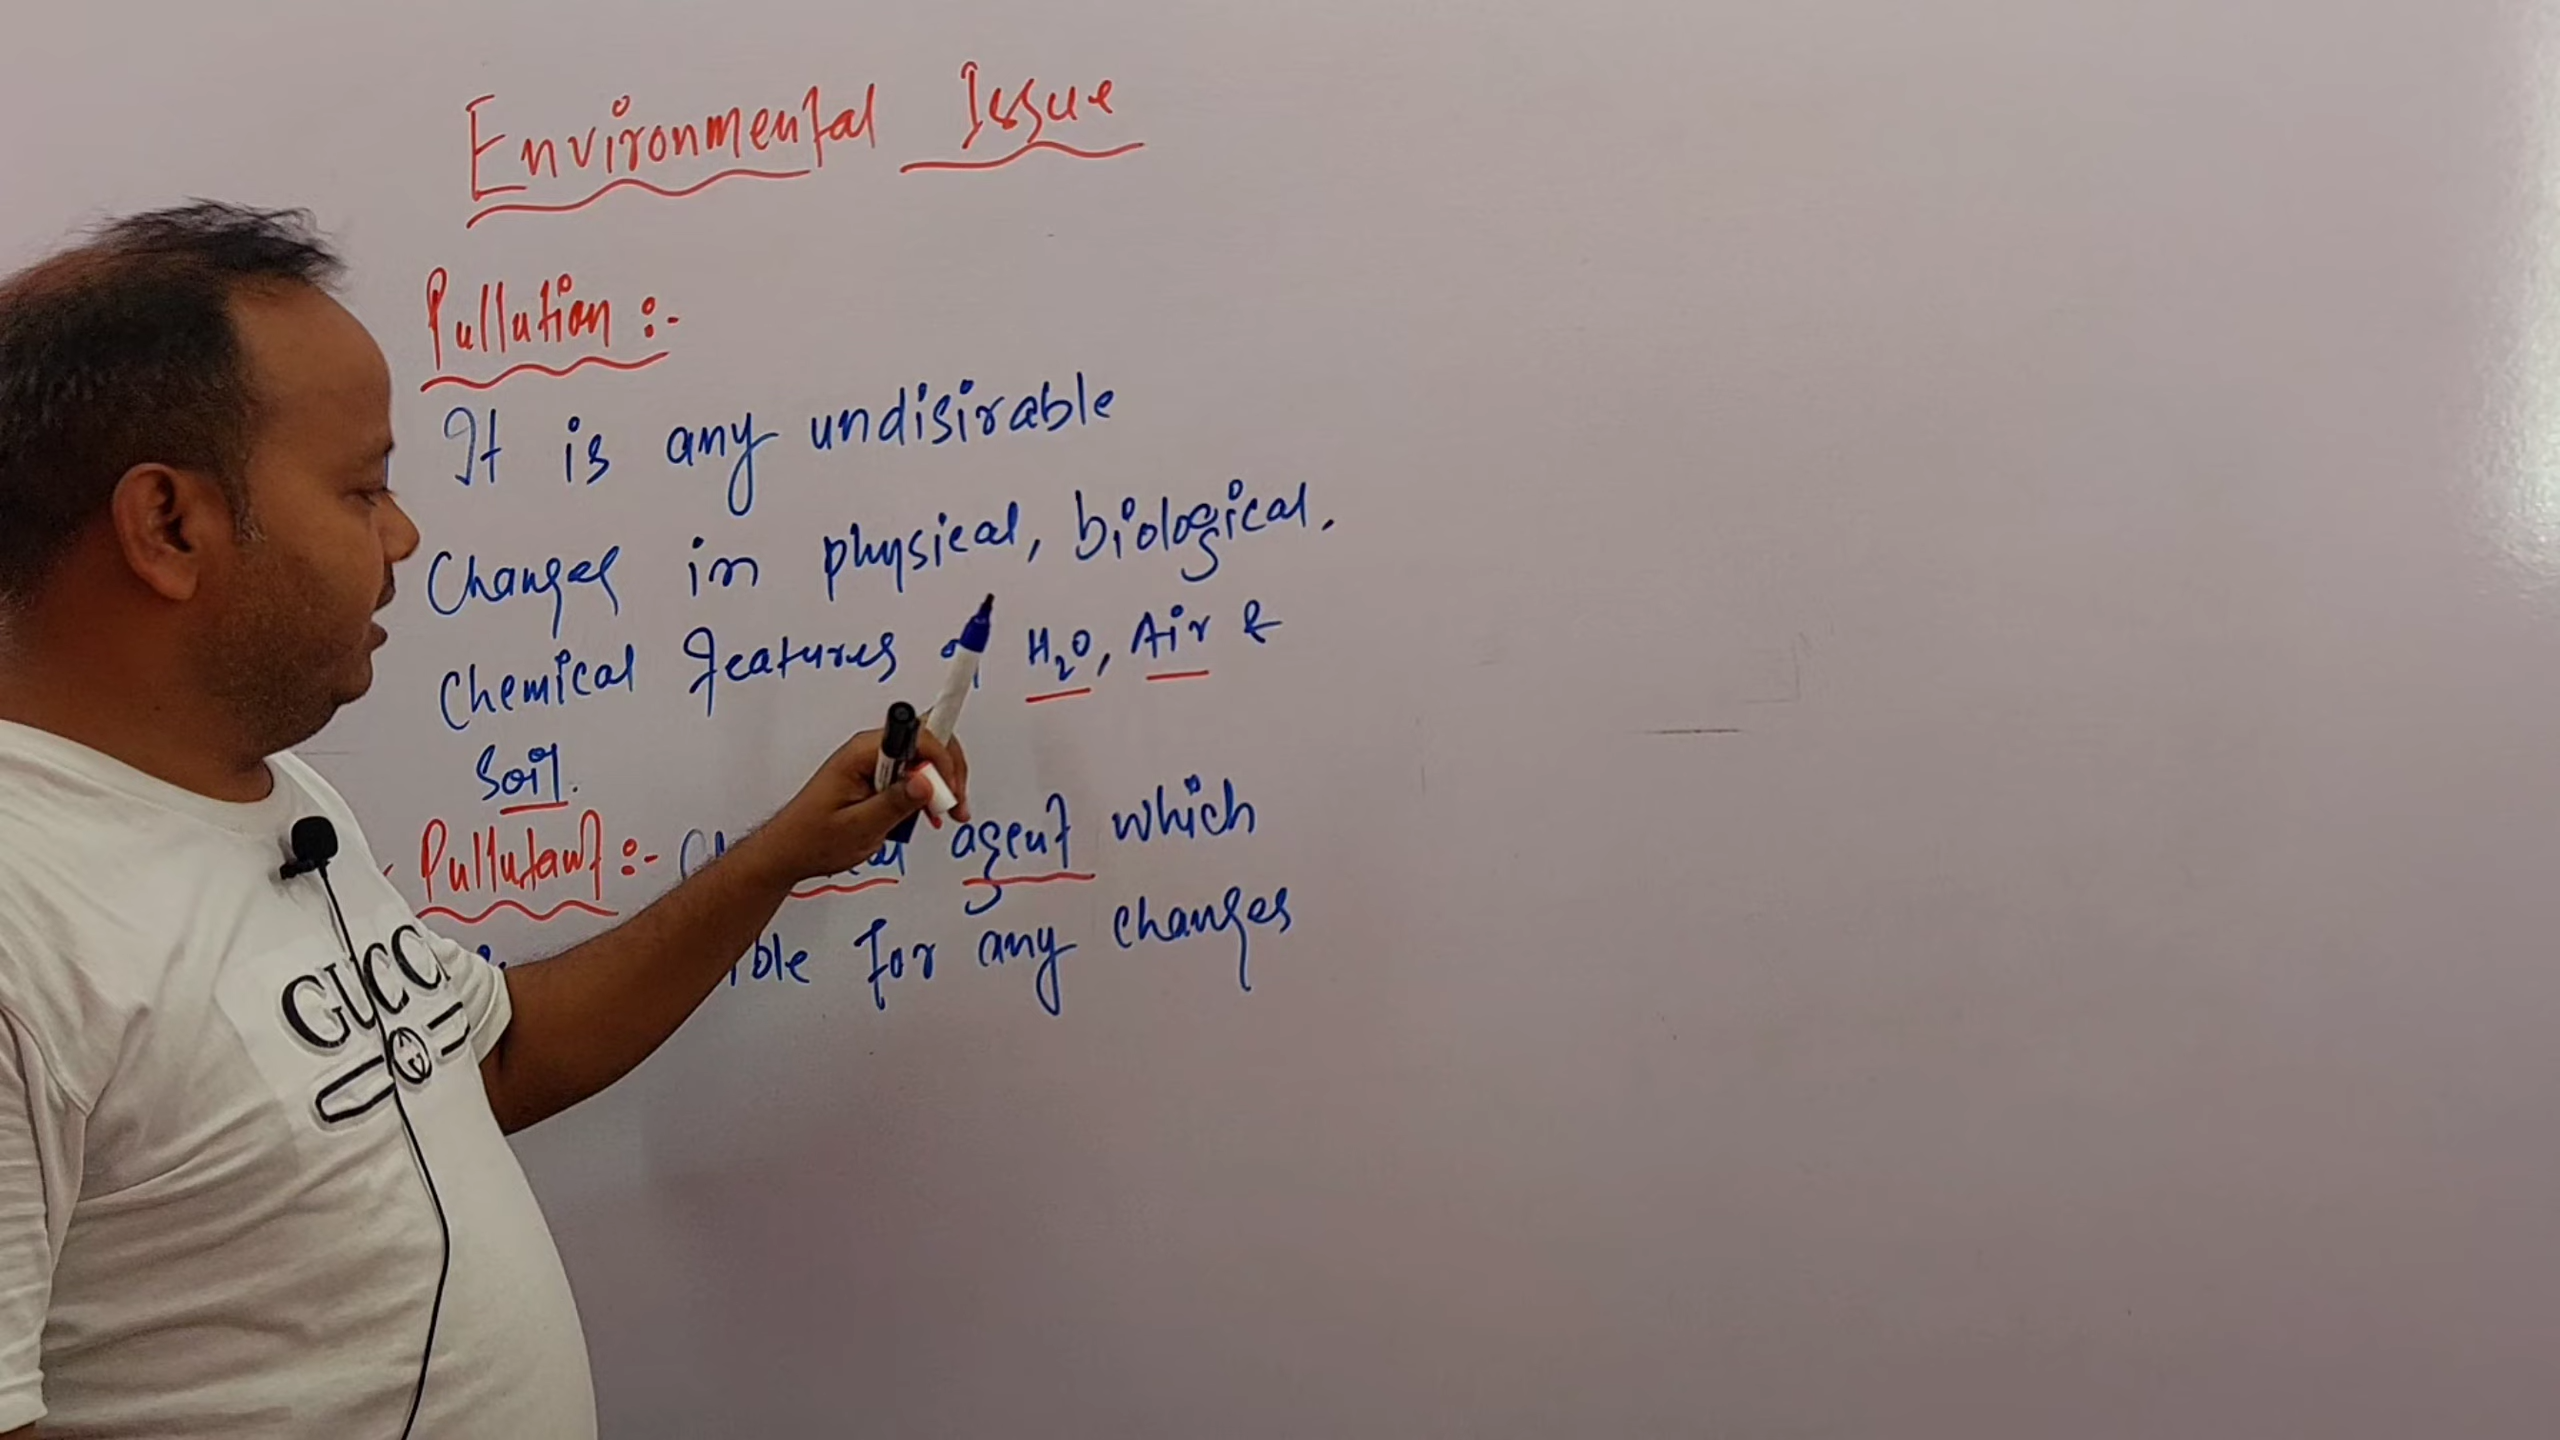 Environmental Issue
Pullution :-
It is any undisirable
Changes in physical, biological,
Chemical features H₂O, Air &
Soil.
Pullutant :- agent which
for any changes
GUCCI